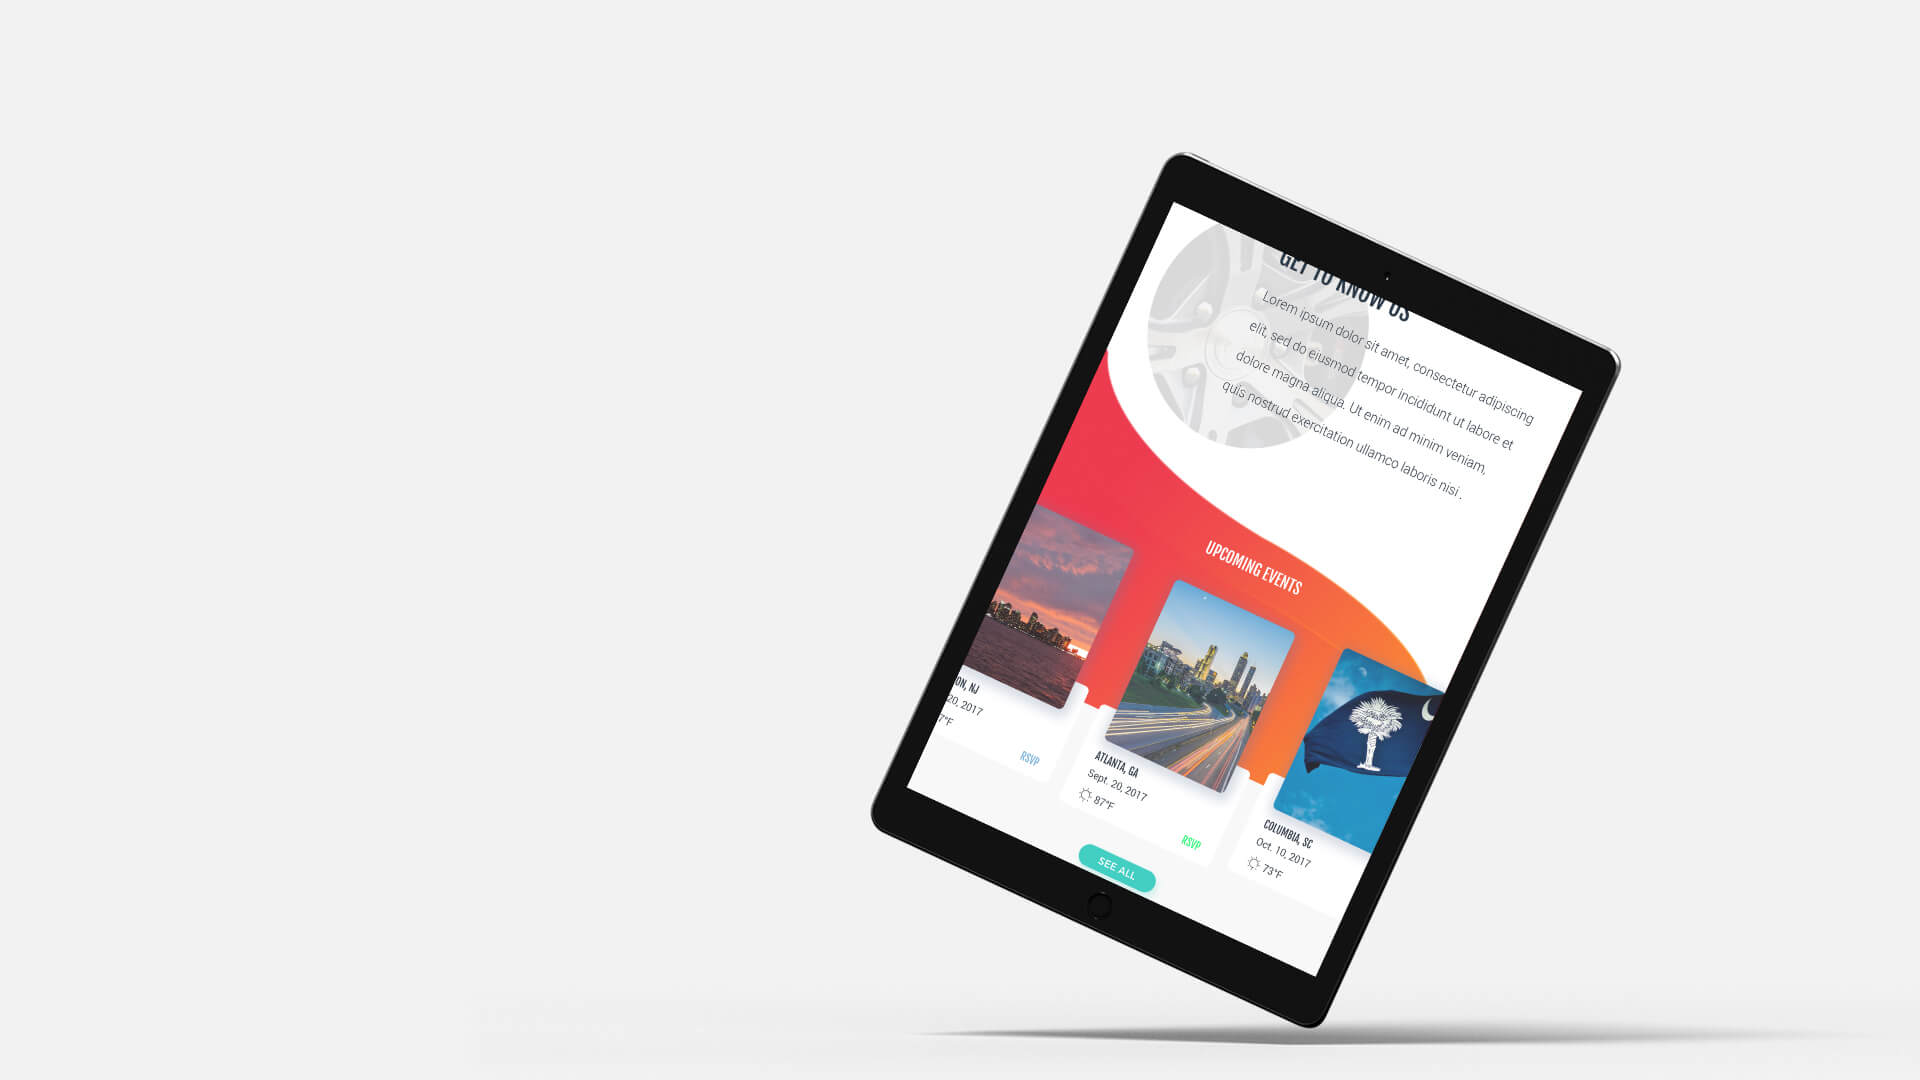 GET TO KNOW US
Lorem ipsum dolor sit amet, consectetur adipiscing
elit, sed do eiusmod tempor incididunt ut labore et
dolore magna aliqua. Ut enim ad minim veniam,
quis nostrud exercitation ullamco laboris nisi .
UPCOMING EVENTS
ON, NJ
20, 2017
7°F
RSVP
ATLANTA, GA
Sept. 20, 2017
87°F
RSVP
COLUMBIA, SC
Oct. 10, 2017
73°F
SEE ALL